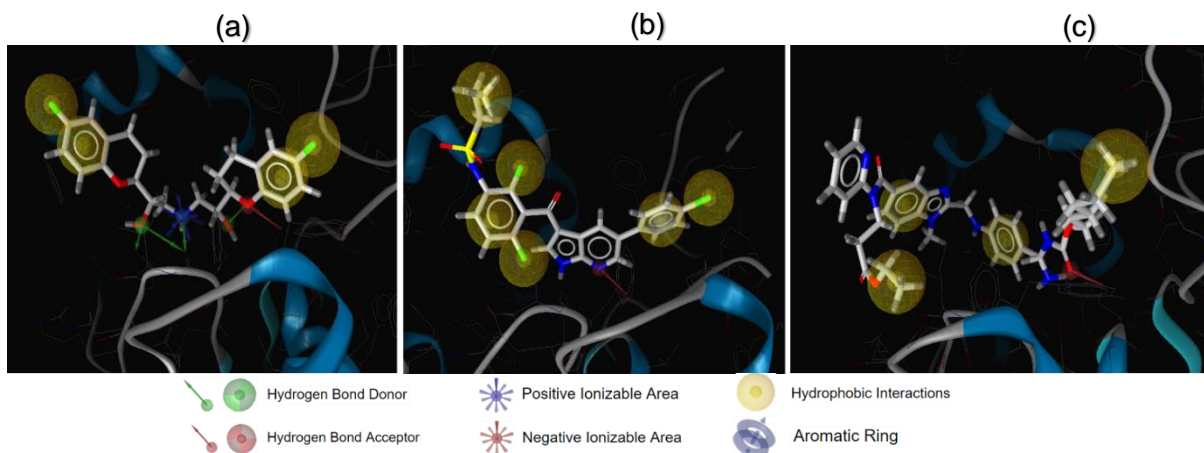 (a) (b) (c)
Hydrogen Bond Donor Positive Ionizable Area Hydrophobic Interactions
Hydrogen Bond Acceptor Negative Ionizable Area Aromatic Ring